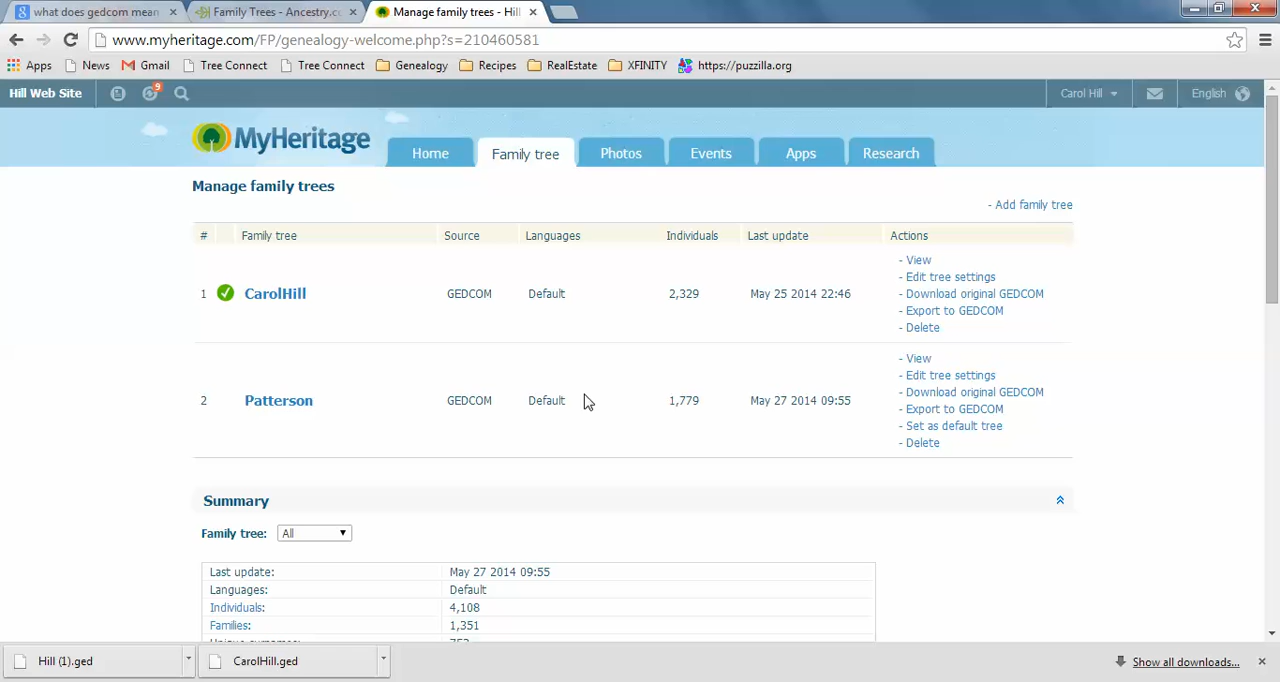 what does gedcom mean
Family Trees - Ancestry.co
Manage family trees - Hill
www.myheritage.com/FP/genealogy-welcome.php?s=210460581
Apps News Gmail Tree Connect Tree Connect Genealogy Recipes RealEstate XFINITY https://puzzilla.org
Hill Web Site 9 Carol Hill English
MyHeritage Home Family tree Photos Events Apps Research
Manage family trees
- Add family tree
# Family tree Source Languages Individuals Last update Actions
- View
- Edit tree settings
1 CarolHill GEDCOM Default 2,329 May 25 2014 22:46 - Download original GEDCOM
- Export to GEDCOM
- Delete
- View
- Edit tree settings
- Download original GEDCOM
2 Patterson GEDCOM Default 1,779 May 27 2014 09:55
- Export to GEDCOM
- Set as default tree
- Delete
Summary
Family tree: All
Last update: May 27 2014 09:55
Languages: Default
Individuals: 4,108
Families: 1,351
Hill (1).ged CarolHill.ged Show all downloads...